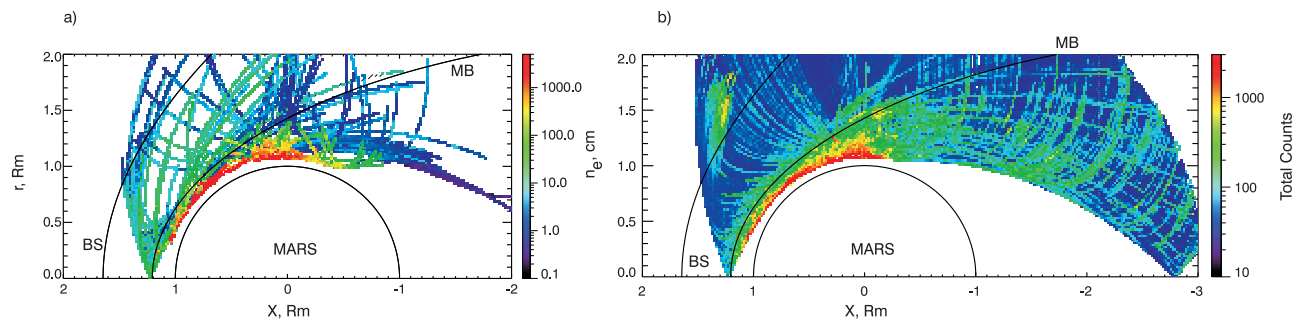 a)
2.0
1.5
1.0
0.5
0.0
r, Rm
2
1
0
-1
-2
X, Rm
BS
MB
MARS
1000.0
100.0
10.0
1.0
0.1
nₑ, cm
b)
2.0
1.5
1.0
0.5
0.0
2
1
0
-1
-2
-3
X, Rm
BS
MB
MARS
1000
100
10
Total Counts